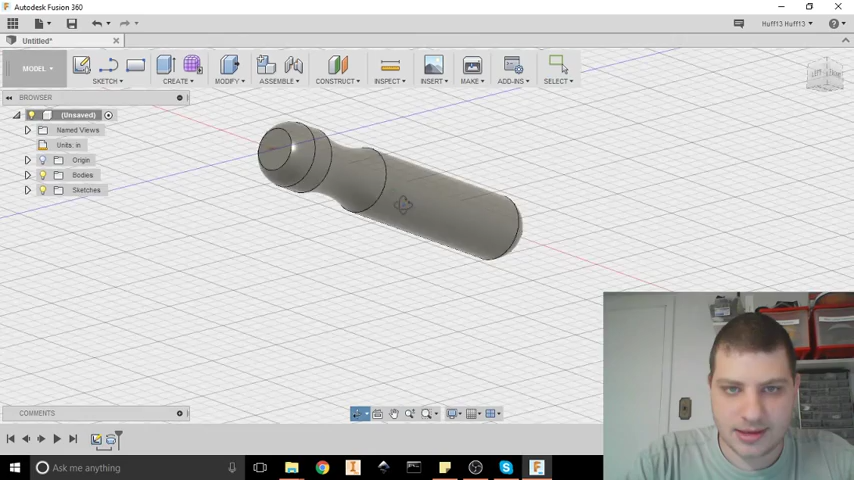 Autodesk Fusion 360
Huff13 Huff13
Untitled*
MODEL
SKETCH
CREATE
MODIFY
ASSEMBLE
CONSTRUCT
INSPECT
INSERT
MAKE
ADD-INS
SELECT
BROWSER
(Unsaved)
Named Views
Units: in
Origin
Bodies
Sketches
COMMENTS
Ask me anything